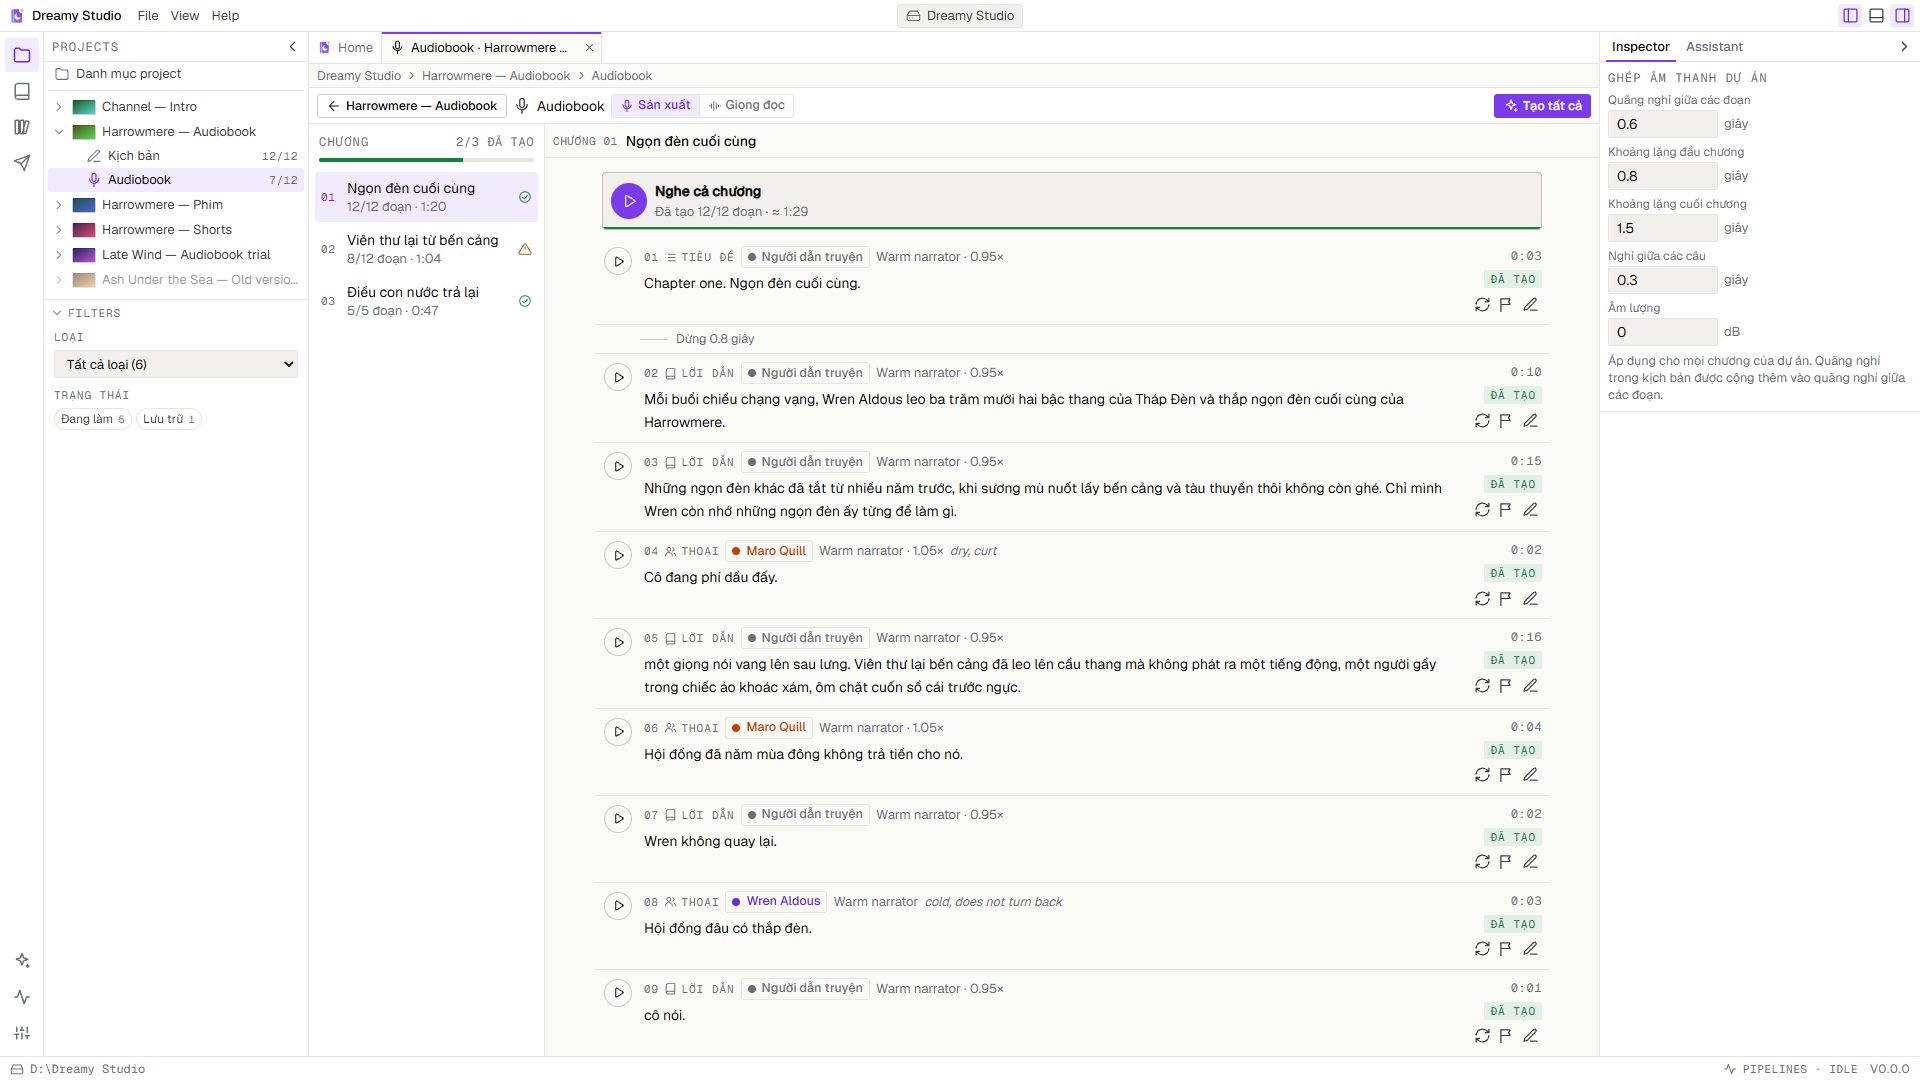 Dreamy Studio File View Help
Dreamy Studio
PROJECTS
Danh mục project
Channel — Intro
Harrowmere — Audiobook
Kịch bản 12/12
Audiobook 7/12
Harrowmere — Phim
Harrowmere — Shorts
Late Wind — Audiobook trial
Ash Under the Sea — Old versio…
FILTERS
LOẠI
Tất cả loại (6)
TRẠNG THÁI
Đang làm 5 Lưu trữ 1
Home Audiobook · Harrowmere …
Dreamy Studio > Harrowmere — Audiobook > Audiobook
Harrowmere — Audiobook Audiobook Sản xuất Giọng đọc Tạo tất cả
CHƯƠNG 2/3 ĐÃ TẠO
01 Ngọn đèn cuối cùng
12/12 đoạn · 1:20
02 Viên thư lại từ bến cảng
8/12 đoạn · 1:04
03 Điều con nước trả lại
5/5 đoạn · 0:47
CHƯƠNG 01 Ngọn đèn cuối cùng
Nghe cả chương
Đã tạo 12/12 đoạn · ≈ 1:29
01 TIÊU ĐỀ Người dẫn truyện Warm narrator · 0.95× 0:03
ĐÃ TẠO
Chapter one. Ngọn đèn cuối cùng.
Dừng 0.8 giây
02 LỜI DẪN Người dẫn truyện Warm narrator · 0.95× 0:10
ĐÃ TẠO
Mỗi buổi chiều chạng vạng, Wren Aldous leo ba trăm mười hai bậc thang của Tháp Đèn và thắp ngọn đèn cuối cùng của
Harrowmere.
03 LỜI DẪN Người dẫn truyện Warm narrator · 0.95× 0:15
ĐÃ TẠO
Những ngọn đèn khác đã tắt từ nhiều năm trước, khi sương mù nuốt lấy bến cảng và tàu thuyền thôi không còn ghé. Chỉ mình
Wren còn nhớ những ngọn đèn ấy từng để làm gì.
04 THOẠI Maro Quill Warm narrator · 1.05× dry, curt 0:02
ĐÃ TẠO
Cô đang phí dầu đấy.
05 LỜI DẪN Người dẫn truyện Warm narrator · 0.95× 0:16
ĐÃ TẠO
một giọng nói vang lên sau lưng. Viên thư lại bến cảng đã leo lên cầu thang mà không phát ra một tiếng động, một người gầy
trong chiếc áo khoác xám, ôm chặt cuốn sổ cái trước ngực.
06 THOẠI Maro Quill Warm narrator · 1.05× 0:04
ĐÃ TẠO
Hội đồng đã năm mùa đông không trả tiền cho nó.
07 LỜI DẪN Người dẫn truyện Warm narrator · 0.95× 0:02
ĐÃ TẠO
Wren không quay lại.
08 THOẠI Wren Aldous Warm narrator cold, does not turn back 0:03
ĐÃ TẠO
Hội đồng đâu có thắp đèn.
09 LỜI DẪN Người dẫn truyện Warm narrator · 0.95× 0:01
ĐÃ TẠO
cô nói.
Inspector Assistant
GHÉP ÂM THANH DỰ ÁN
Quãng nghỉ giữa các đoạn
0.6 giây
Khoảng lặng đầu chương
0.8 giây
Khoảng lặng cuối chương
1.5 giây
Nghỉ giữa các câu
0.3 giây
Âm lượng
0 dB
Áp dụng cho mọi chương của dự án. Quãng nghỉ
trong kịch bản được cộng thêm vào quãng nghỉ giữa
các đoạn.
D:\Dreamy Studio
PIPELINES · IDLE V0.0.0